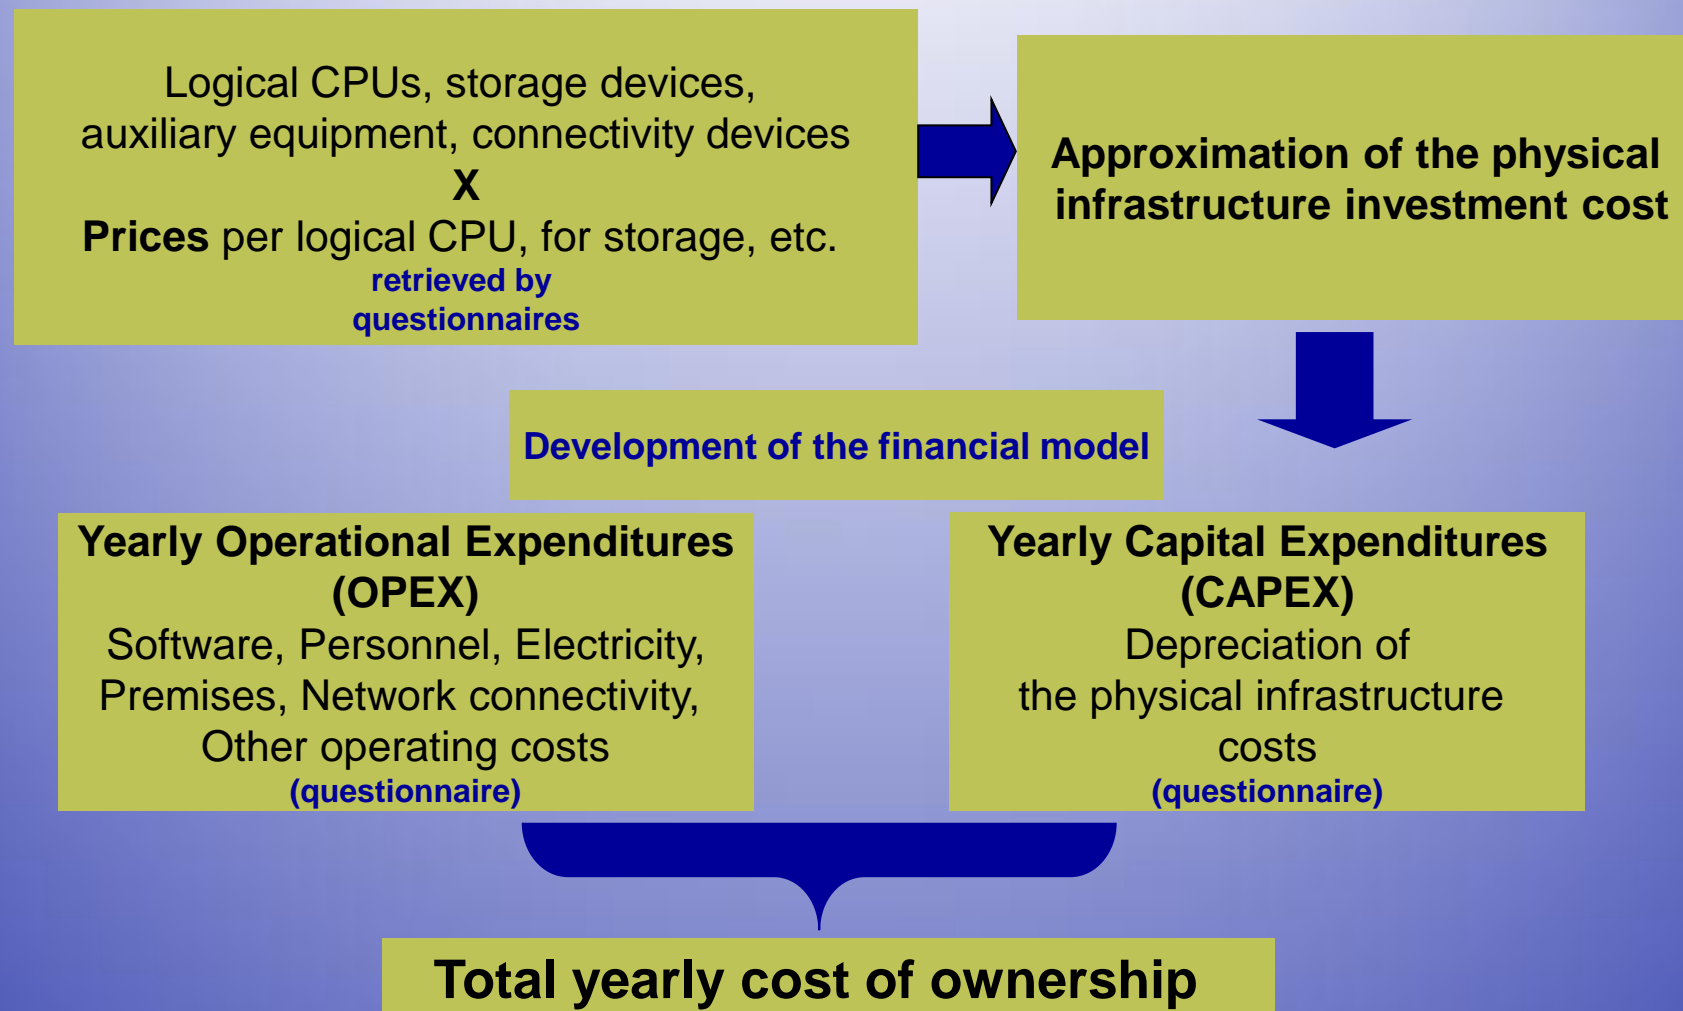 Logical CPUs, storage devices,
auxiliary equipment, connectivity devices
X
Prices per logical CPU, for storage, etc.
retrieved by
questionnaires
Approximation of the physical
infrastructure investment cost
Development of the financial model
Yearly Operational Expenditures
(OPEX)
Software, Personnel, Electricity,
Premises, Network connectivity,
Other operating costs
(questionnaire)
Yearly Capital Expenditures
(CAPEX)
Depreciation of
the physical infrastructure
costs
(questionnaire)
Total yearly cost of ownership